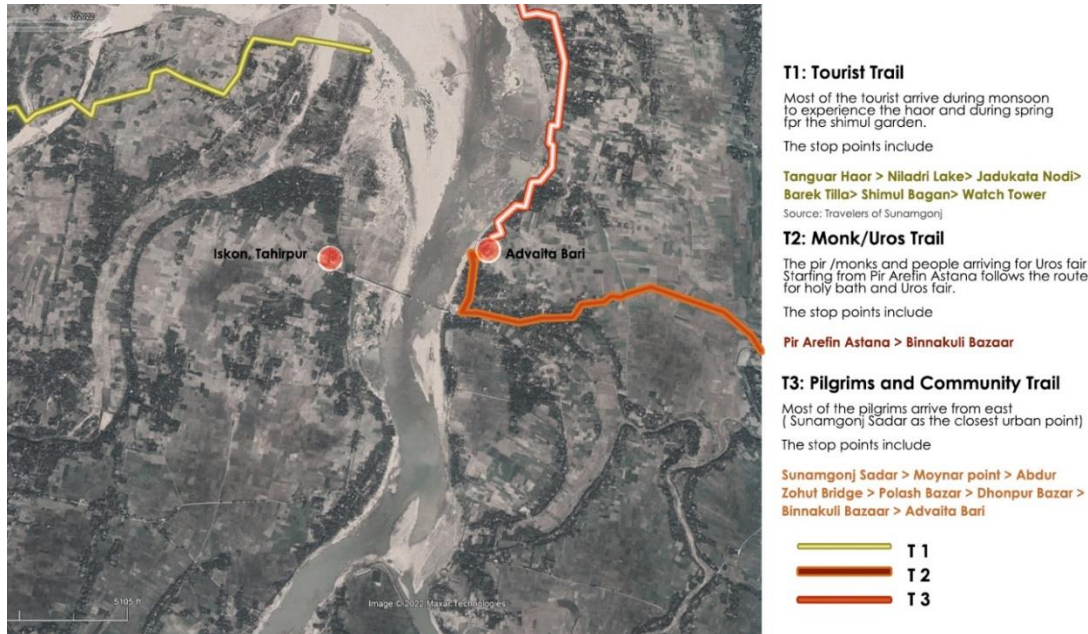 T1: Tourist Trail
Most of the tourist arrive during monsoon
to experience the haor and during spring
fpr the shimul garden.
The stop points include
Tanguar Haor > Niladri Lake> Jadukata Nodi>
Barek Tilla> Shimul Bagan> Watch Tower
Source: Travelers of Sunamgonj
T2: Monk/Uros Trail
The pir /monks and people arriving for Uros fair
Starting from Pir Arefin Astana follows the route
for holy bath and Uros fair.
The stop points include
Pir Arefin Astana > Binnakuli Bazaar
T3: Pilgrims and Community Trail
Most of the pilgrims arrive from east
( Sunamgonj Sadar as the closest urban point)
The stop points include
Sunamgonj Sadar > Moynar point > Abdur
Zohut Bridge > Polash Bazar > Dhonpur Bazar >
Binnakuli Bazaar > Advaita Bari
T 1
T 2
T 3
Iskon, Tahirpur
Advaita Bari
5105 ft
Image © 2022 Maxar Technologies